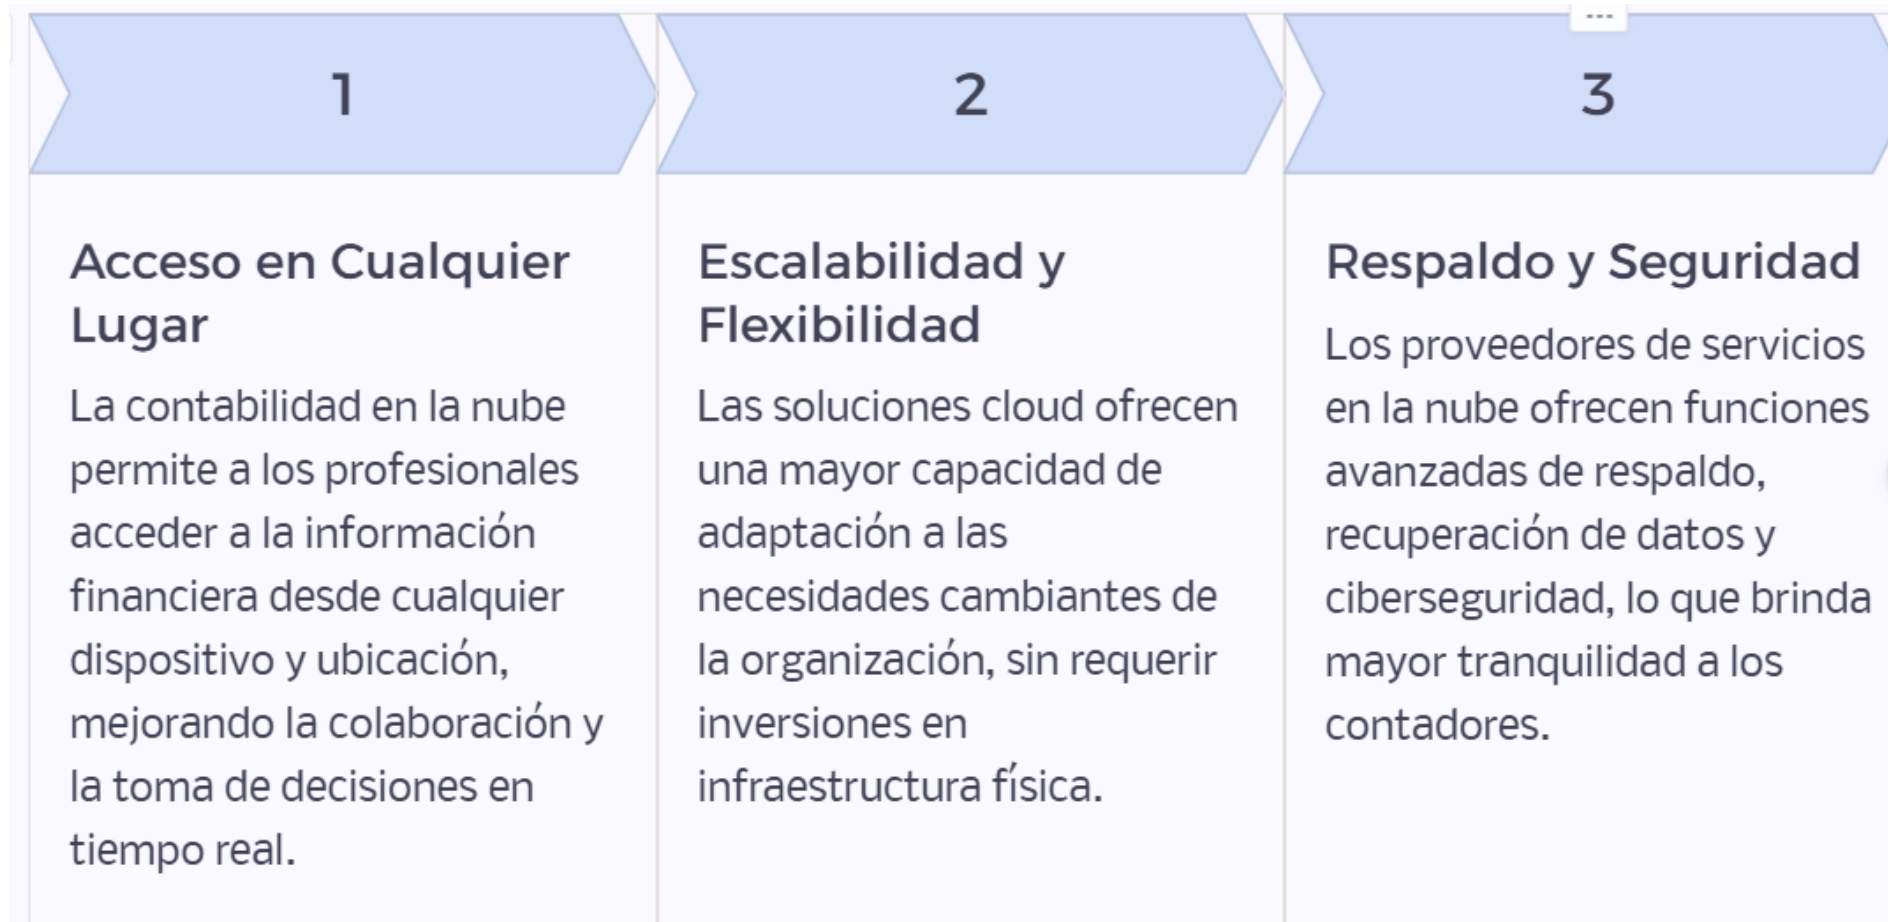 1
Acceso en Cualquier
Lugar
La contabilidad en la nube
permite a los profesionales
acceder a la información
financiera desde cualquier
dispositivo y ubicación,
mejorando la colaboración y
la toma de decisiones en
tiempo real.
2
Escalabilidad y
Flexibilidad
Las soluciones cloud ofrecen
una mayor capacidad de
adaptación a las
necesidades cambiantes de
la organización, sin requerir
inversiones en
infraestructura física.
3
Respaldo y Seguridad
Los proveedores de servicios
en la nube ofrecen funciones
avanzadas de respaldo,
recuperación de datos y
ciberseguridad, lo que brinda
mayor tranquilidad a los
contadores.